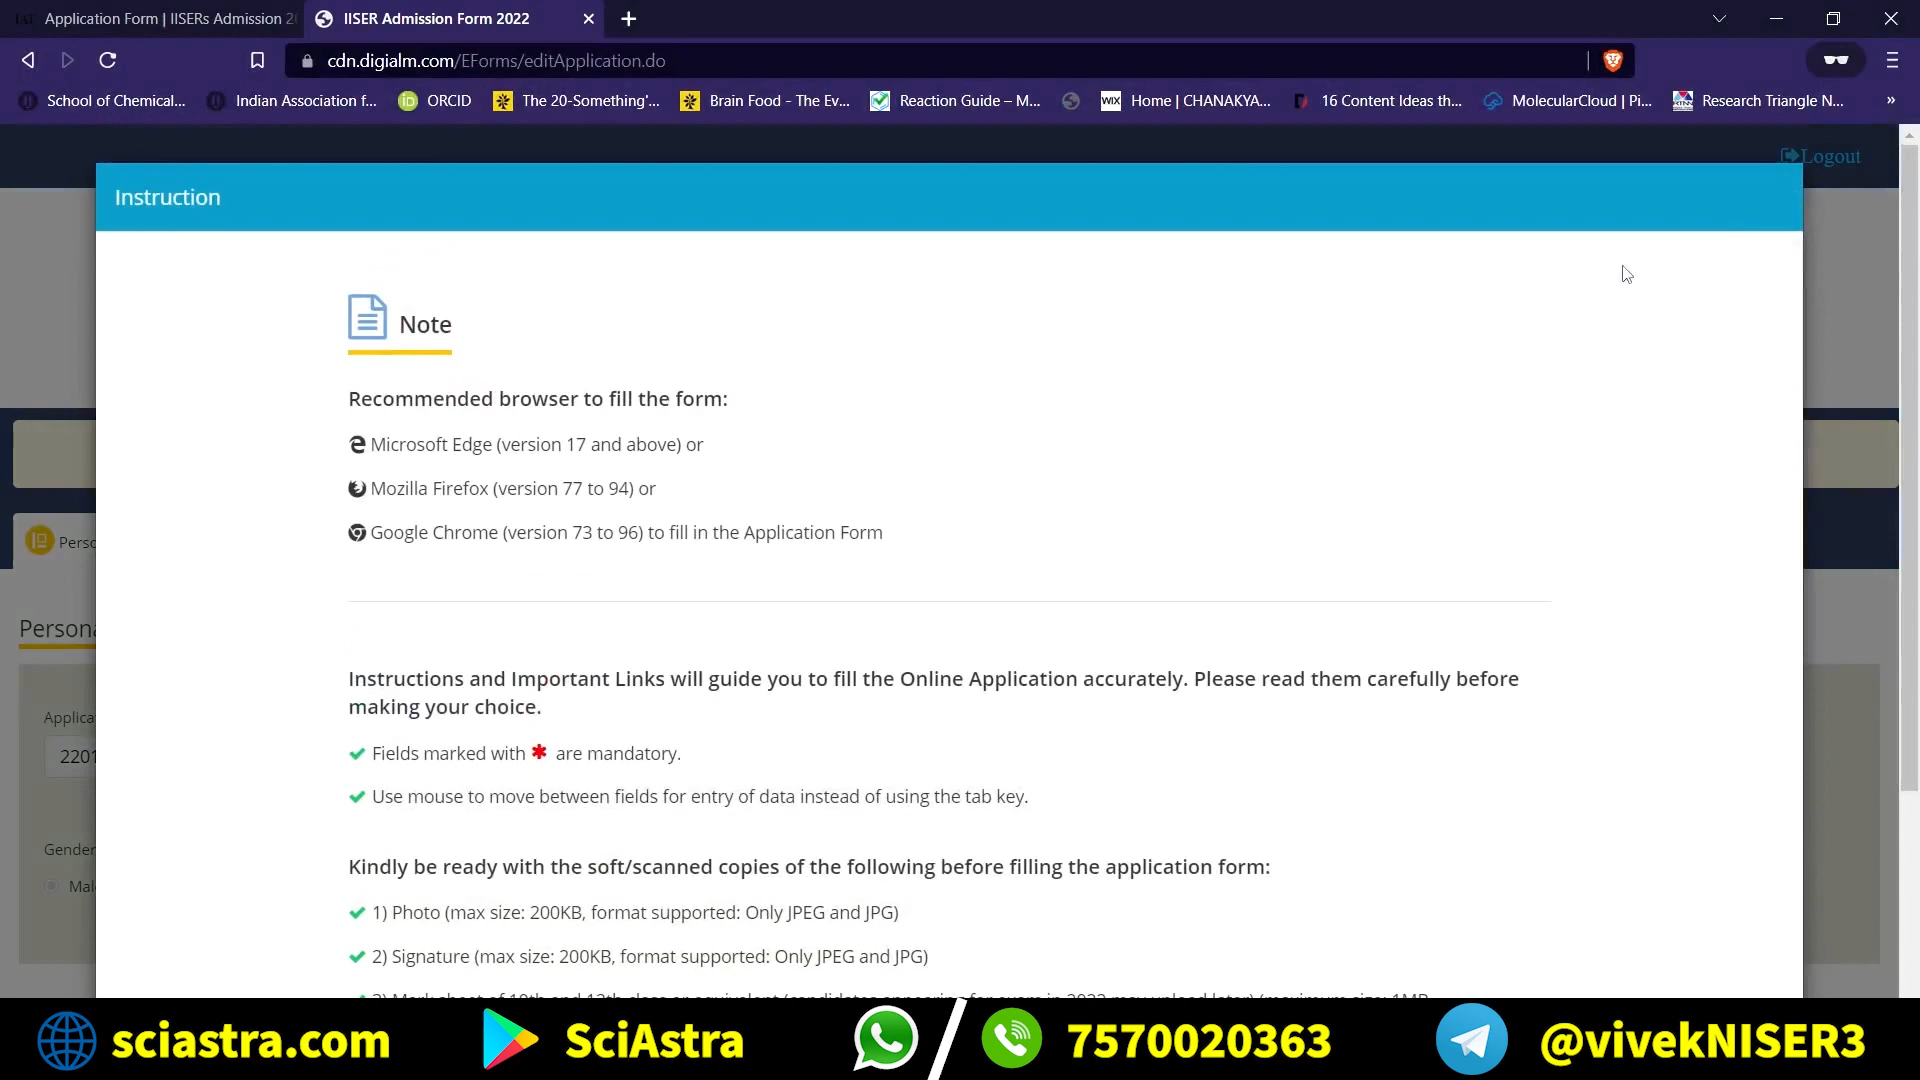 Application Form | IISERs Admission 2
IISER Admission Form 2022
cdn.digialm.com/EForms/editApplication.do
School of Chemical...
Indian Association f...
ORCID
The 20-Something'...
Brain Food - The Ev...
Reaction Guide – M...
WIX Home | CHANAKYA...
16 Content Ideas th...
MolecularCloud | Pi...
Research Triangle N...
»
Logout
Instruction
Note
Recommended browser to fill the form:
Microsoft Edge (version 17 and above) or
Mozilla Firefox (version 77 to 94) or
Google Chrome (version 73 to 96) to fill in the Application Form
Perso
Persona
Instructions and Important Links will guide you to fill the Online Application accurately. Please read them carefully before
making your choice.
Applica
Fields marked with * are mandatory.
2201
Use mouse to move between fields for entry of data instead of using the tab key.
Gender
Kindly be ready with the soft/scanned copies of the following before filling the application form:
Mal
1) Photo (max size: 200KB, format supported: Only JPEG and JPG)
2) Signature (max size: 200KB, format supported: Only JPEG and JPG)
sciastra.com
SciAstra
7570020363
@vivekNISER3